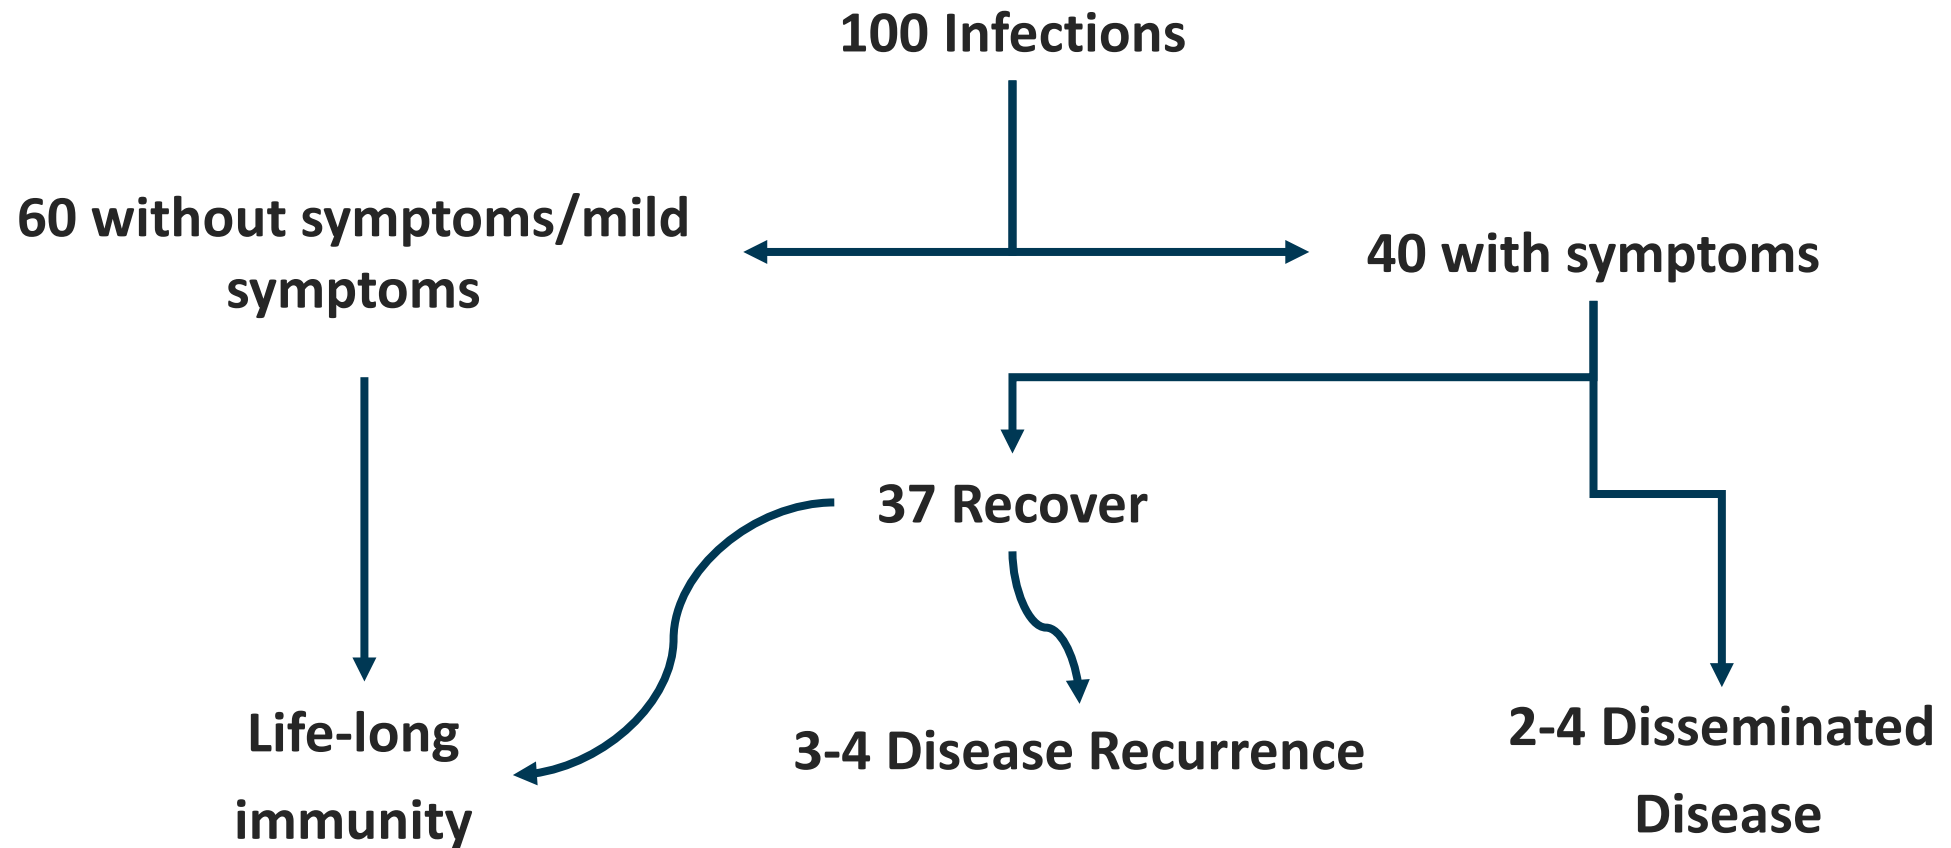 100 Infections
60 without symptoms/mild
symptoms
40 with symptoms
37 Recover
Life-long
immunity
3-4 Disease Recurrence
2-4 Disseminated
Disease